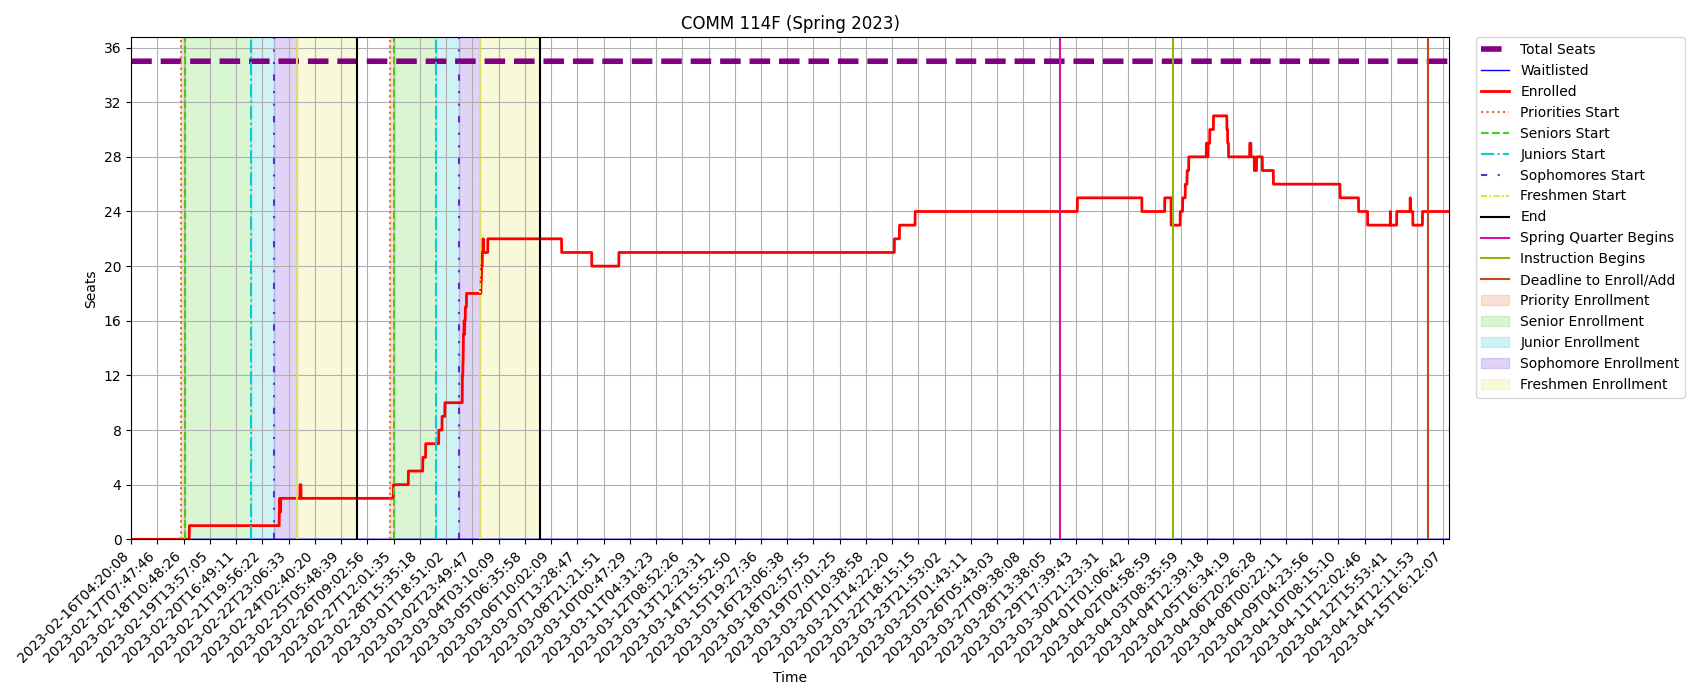 COMM 114F (Spring 2023)
Seats
36
32
28
24
20
16
12
8
4
0
2023-02-16T04:20:08
2023-02-17T07:47:46
2023-02-18T10:48:26
2023-02-19T13:57:05
2023-02-20T16:49:11
2023-02-21T19:56:22
2023-02-22T23:06:33
2023-02-24T02:40:20
2023-02-25T05:48:39
2023-02-26T09:02:56
2023-02-27T12:01:35
2023-02-28T15:35:18
2023-03-01T18:51:02
2023-03-02T23:49:47
2023-03-04T03:10:09
2023-03-05T06:35:58
2023-03-06T10:02:09
2023-03-07T13:28:47
2023-03-08T21:21:51
2023-03-10T00:47:29
2023-03-11T04:31:23
2023-03-12T08:52:26
2023-03-13T12:23:31
2023-03-14T15:52:50
2023-03-15T19:27:36
2023-03-16T23:06:38
2023-03-18T02:57:55
2023-03-19T07:01:25
2023-03-20T10:38:58
2023-03-21T14:22:20
2023-03-22T18:15:15
2023-03-23T21:53:02
2023-03-25T01:43:11
2023-03-26T05:43:03
2023-03-27T09:38:08
2023-03-28T13:38:05
2023-03-29T17:39:43
2023-03-30T21:23:31
2023-04-01T01:06:42
2023-04-02T04:58:59
2023-04-03T08:35:59
2023-04-04T12:39:18
2023-04-05T16:34:19
2023-04-06T20:26:28
2023-04-08T00:22:11
2023-04-09T04:23:56
2023-04-10T08:15:10
2023-04-11T12:02:46
2023-04-12T15:53:41
2023-04-14T12:11:53
2023-04-15T16:12:07
Time
Total Seats
Waitlisted
Enrolled
Priorities Start
Seniors Start
Juniors Start
Sophomores Start
Freshmen Start
End
Spring Quarter Begins
Instruction Begins
Deadline to Enroll/Add
Priority Enrollment
Senior Enrollment
Junior Enrollment
Sophomore Enrollment
Freshmen Enrollment